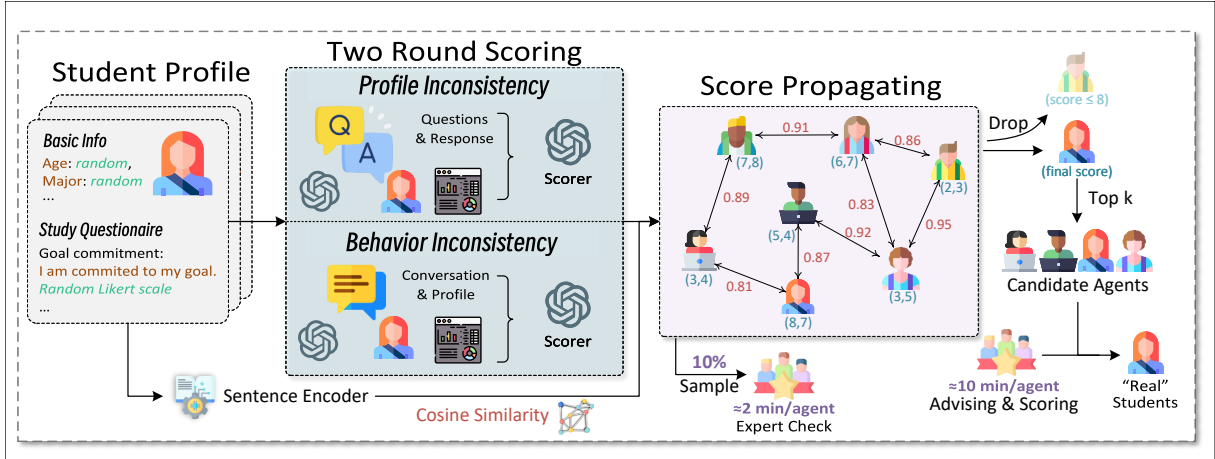 Student Profile
Basic Info
Age: random,
Major: random
...
Study Questionaire
Goal commitment:
I am commited to my goal.
Random Likert scale
...
Two Round Scoring
Profile Inconsistency
Q
A
Questions
& Response
Scorer
Behavior Inconsistency
Conversation
& Profile
Scorer
Sentence Encoder
Cosine Similarity
Score Propagating
0.91
0.86
(7,8)
(6,7)
(2,3)
0.89
0.83
0.95
(5,4)
0.92
0.87
(3,4)
0.81
(3,5)
(8,7)
10%
Sample
≈2 min/agent
Expert Check
Drop
(score ≤ 8)
(final score)
Top k
Candidate Agents
≈10 min/agent
Advising & Scoring
"Real"
Students